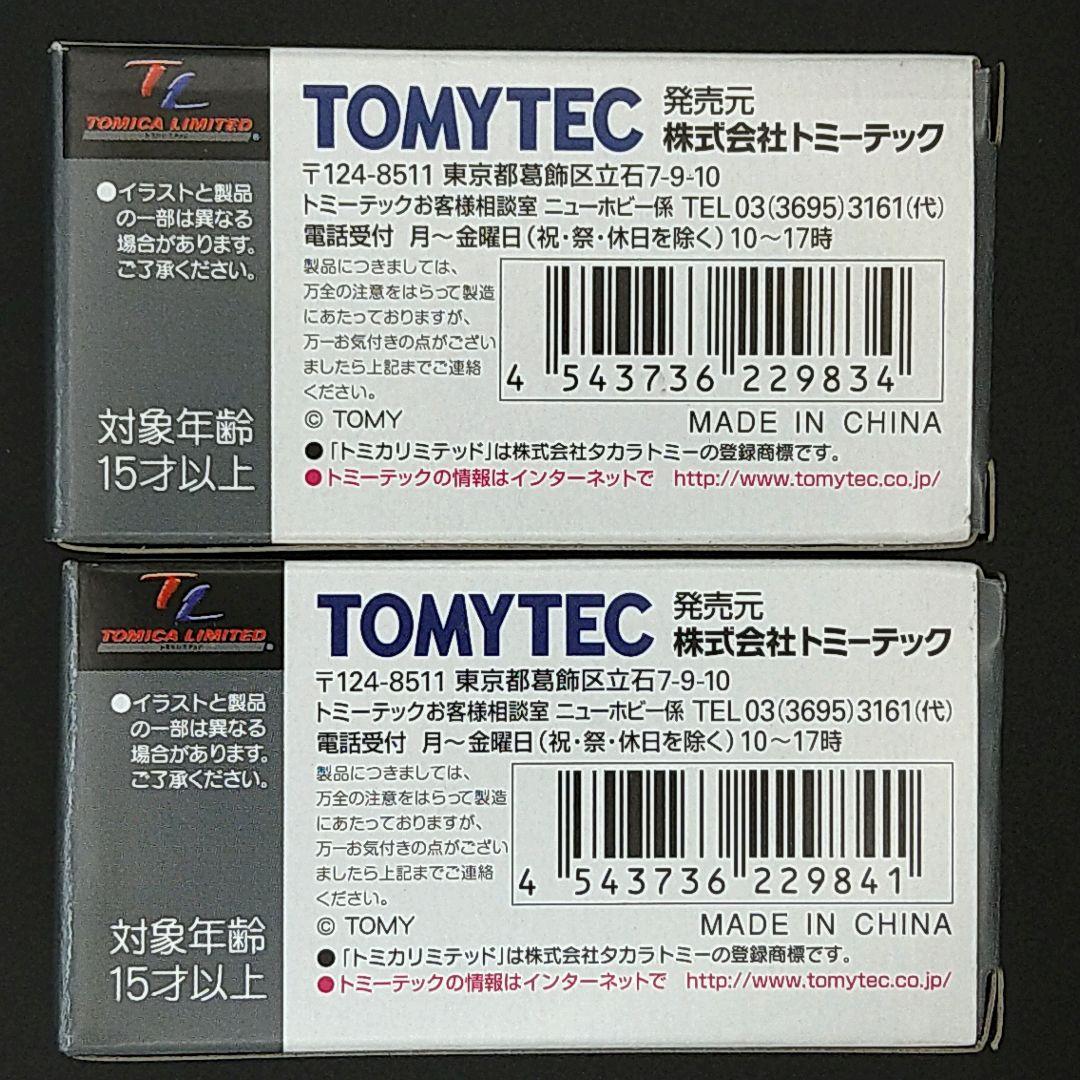 TL
TOMICA LIMITED
®
●イラストと製品
の一部は異なる
場合があります。
ご了承ください。
対象年齢
15才以上
TOMYTEC 発売元
株式会社トミーテック
〒124-8511 東京都葛飾区立石7-9-10
トミーテックお客様相談室 ニューホビー係 TEL 03(3695)3161(代)
電話受付 月〜金曜日(祝・祭・休日を除く)10〜17時
製品につきましては、
万全の注意をはらって製造
にあたっておりますが、
万一お気付きの点がござい
ましたら上記までご連絡
ください。
4 543736 229834
© TOMY MADE IN CHINA
●「トミカリミテッド」は株式会社タカラトミーの登録商標です。
●トミーテックの情報はインターネットで http://www.tomytec.co.jp/
TL
TOMICA LIMITED
®
●イラストと製品
の一部は異なる
場合があります。
ご了承ください。
対象年齢
15才以上
TOMYTEC 発売元
株式会社トミーテック
〒124-8511 東京都葛飾区立石7-9-10
トミーテックお客様相談室 ニューホビー係 TEL 03(3695)3161(代)
電話受付 月〜金曜日(祝・祭・休日を除く)10〜17時
製品につきましては、
万全の注意をはらって製造
にあたっておりますが、
万一お気付きの点がござい
ましたら上記までご連絡
ください。
4 543736 229841
© TOMY MADE IN CHINA
●「トミカリミテッド」は株式会社タカラトミーの登録商標です。
●トミーテックの情報はインターネットで http://www.tomytec.co.jp/